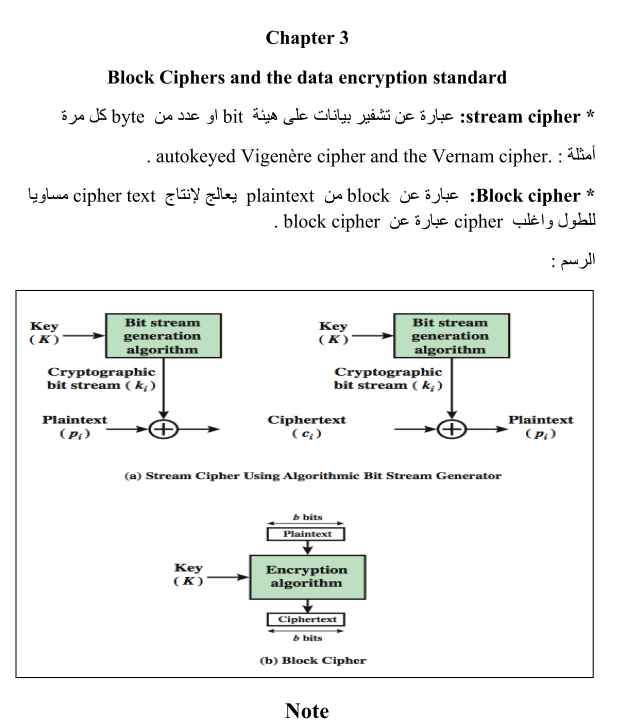 Chapter 3
Block Ciphers and the data encryption standard
* stream cipher: عبارة عن تشفير بيانات على هيئة bit او عدد من byte كل مرة
أمثلة : .autokeyed Vigenère cipher and the Vernam cipher .
* Block cipher: عبارة عن block من plaintext يعالج لإنتاج cipher text مساويا
للطول واغلب cipher عبارة عن block cipher .
الرسم :
Key
(K)
Bit stream
generation
algorithm
Cryptographic
bit stream ( ki)
Plaintext
(pi)
Key
(K)
Bit stream
generation
algorithm
Cryptographic
bit stream ( ki)
Ciphertext
(ci)
Plaintext
(pi)
(a) Stream Cipher Using Algorithmic Bit Stream Generator
b bits
Plaintext
Key
(K)
Encryption
algorithm
Ciphertext
b bits
(b) Block Cipher
Note